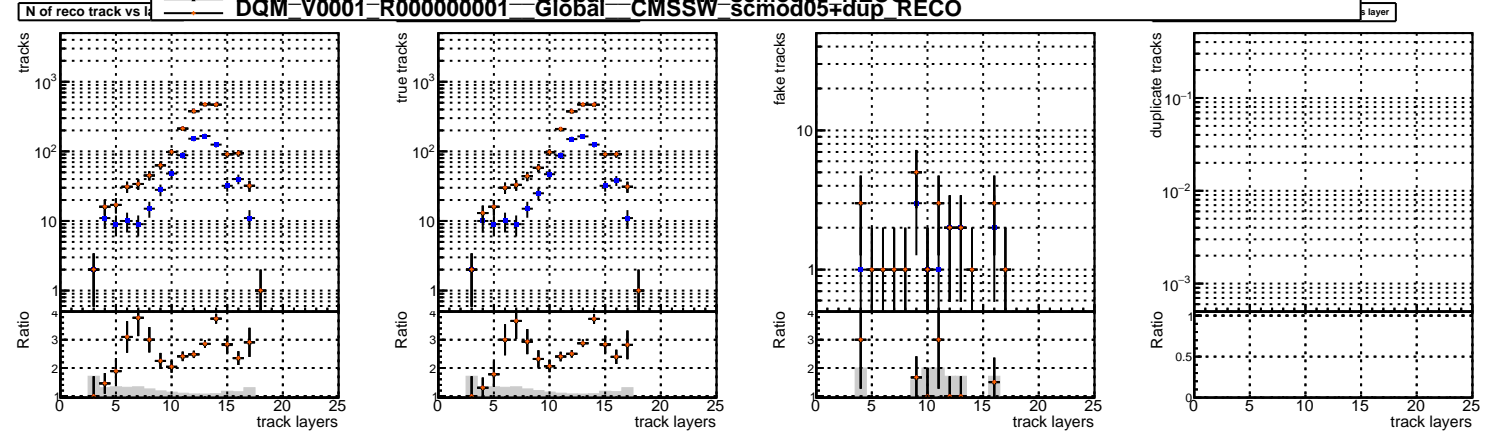 DQM_V0001_R000000001__Global__CMSSW_scmod05+dup_RECO
N of reco track vs la
s layer
tracks
10³
10²
10
1
Ratio
4
3
2
1
0 5 10 15 20 25
track layers
true tracks
10³
10²
10
1
Ratio
4
3
2
1
0 5 10 15 20 25
track layers
fake tracks
10
1
Ratio
4
3
2
1
0 5 10 15 20 25
track layers
duplicate tracks
10⁻¹
10⁻²
10⁻³
Ratio
1
0.5
0
0 5 10 15 20 25
track layers